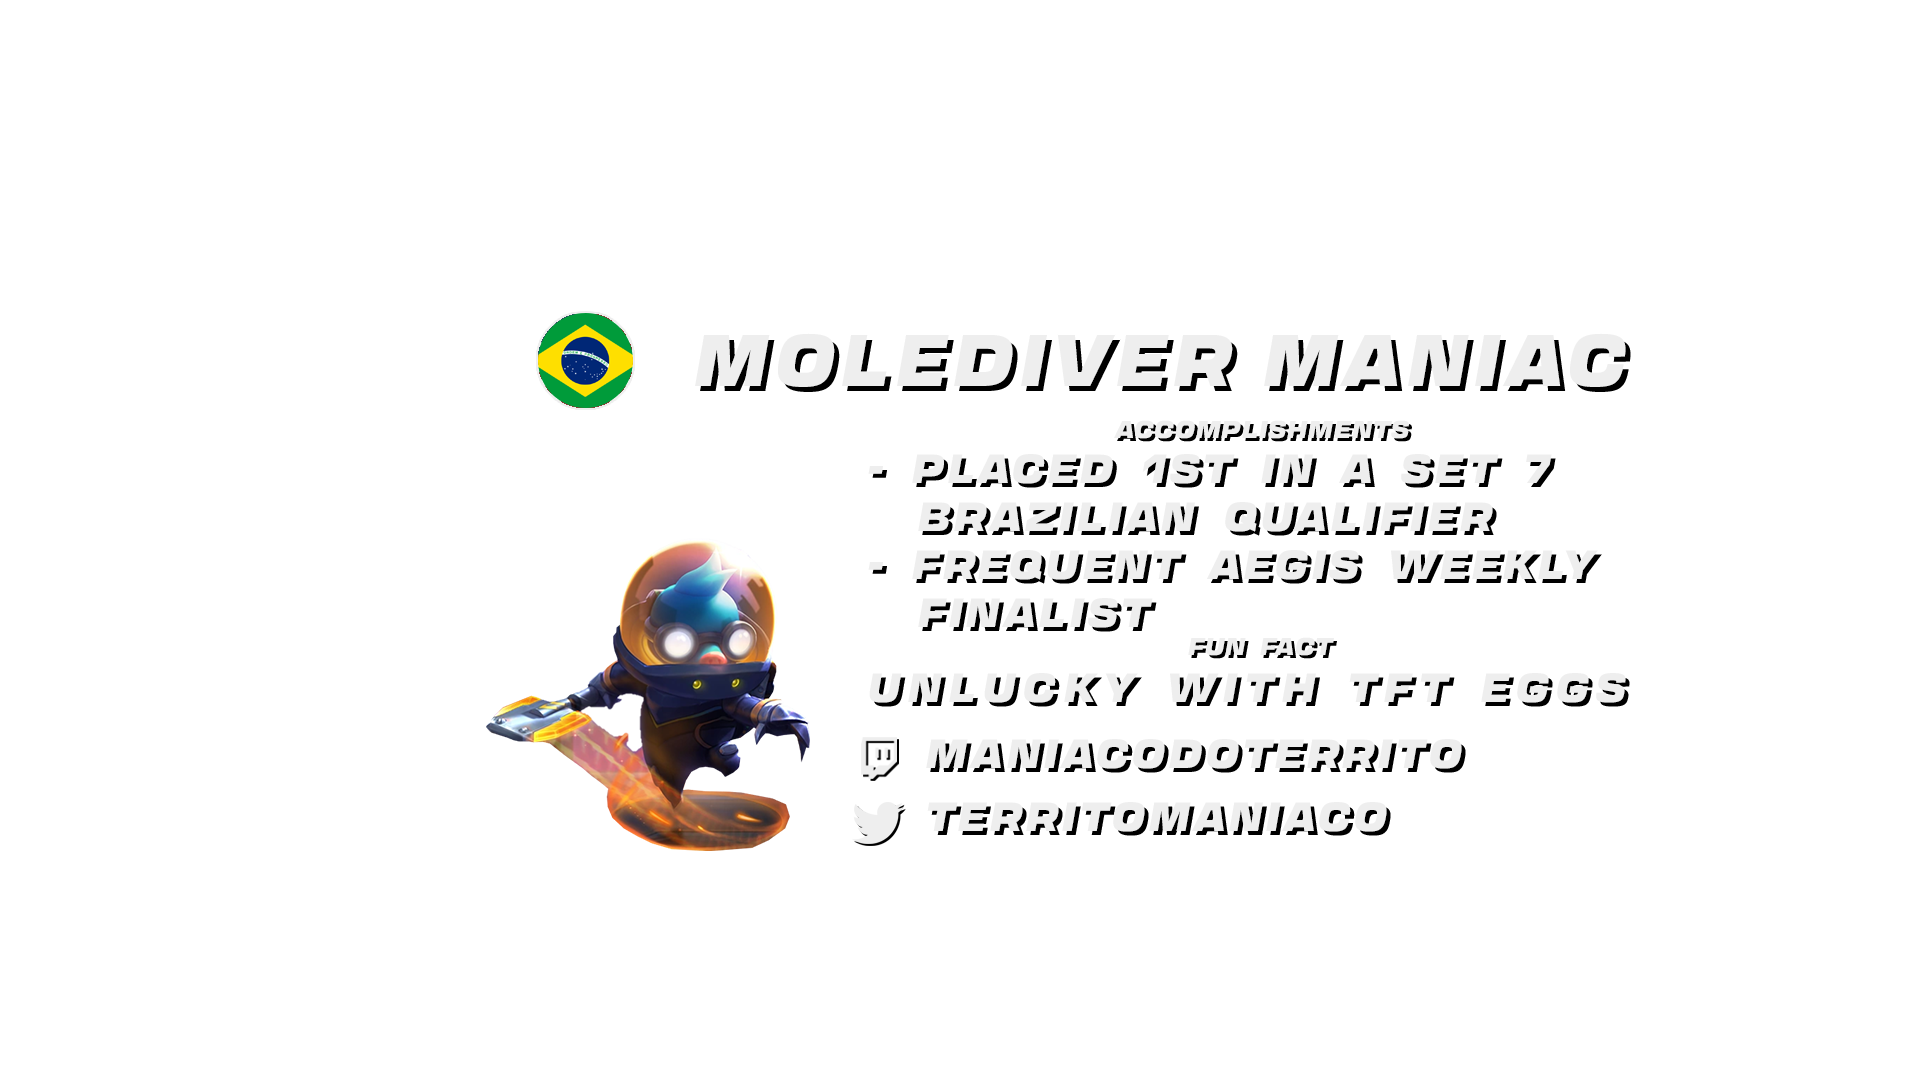 MOLEDIVER MANIAC
ACCOMPLISHMENTS
- PLACED 1ST IN A SET 7
BRAZILIAN QUALIFIER
- FREQUENT AEGIS WEEKLY
FINALIST
FUN FACT
UNLUCKY WITH TFT EGGS
MANIACODOTERRITO
TERRITOMANIACO